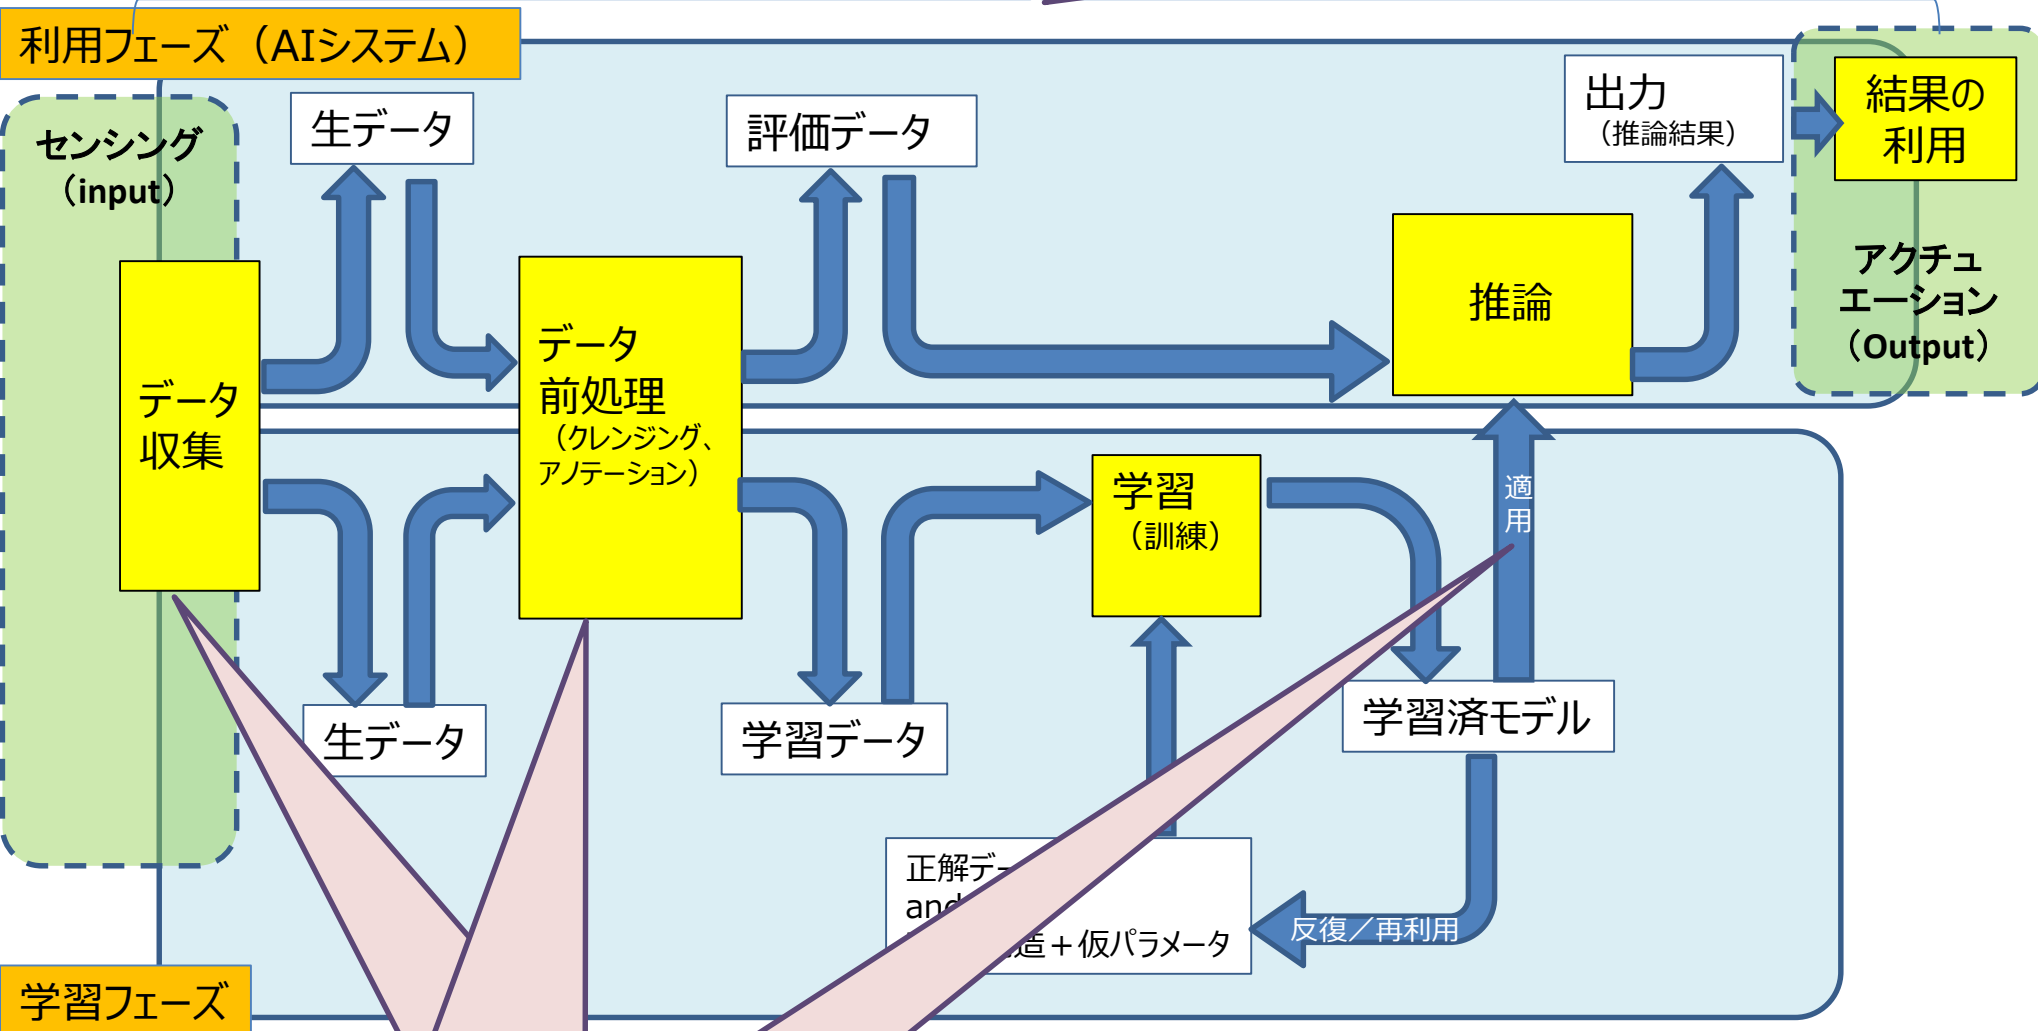 利用フェーズ（AIシステム）
センシング
（input）
生データ
評価データ
出力
（推論結果）
結果の
利用
アクチュ
エーション
（Output）
推論
データ
収集
データ
前処理
（クレンジング、
アノテーション）
学習
（訓練）
適
用
生データ
学習データ
学習済モデル
正解デー
and
造＋仮パラメータ
反復／再利用
学習フェーズ